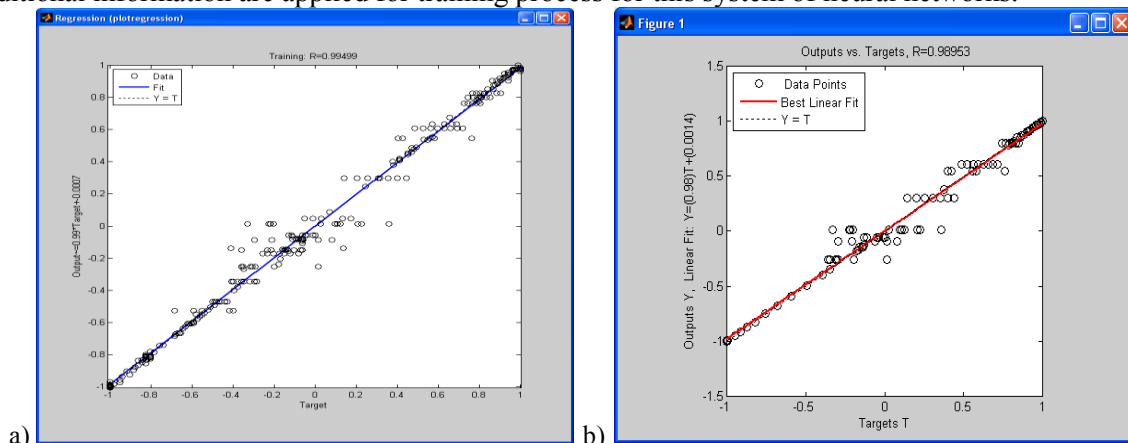 ditional information are applied for training process for this system of neural networks.
Regression (plotregression)
Training: R=0.99499
Data
Fit
Y = T
Output~=0.99*Target+-0.0007
1
0.8
0.6
0.4
0.2
0
-0.2
-0.4
-0.6
-0.8
-1
-1 -0.8 -0.6 -0.4 -0.2 0 0.2 0.4 0.6 0.8 1
Target
a)
Figure 1
Outputs vs. Targets, R=0.98953
Data Points
Best Linear Fit
Y = T
Outputs Y, Linear Fit: Y=(0.98)T+(0.0014)
1.5
1
0.5
0
-0.5
-1
-1.5
-1 -0.5 0 0.5 1
Targets T
b)